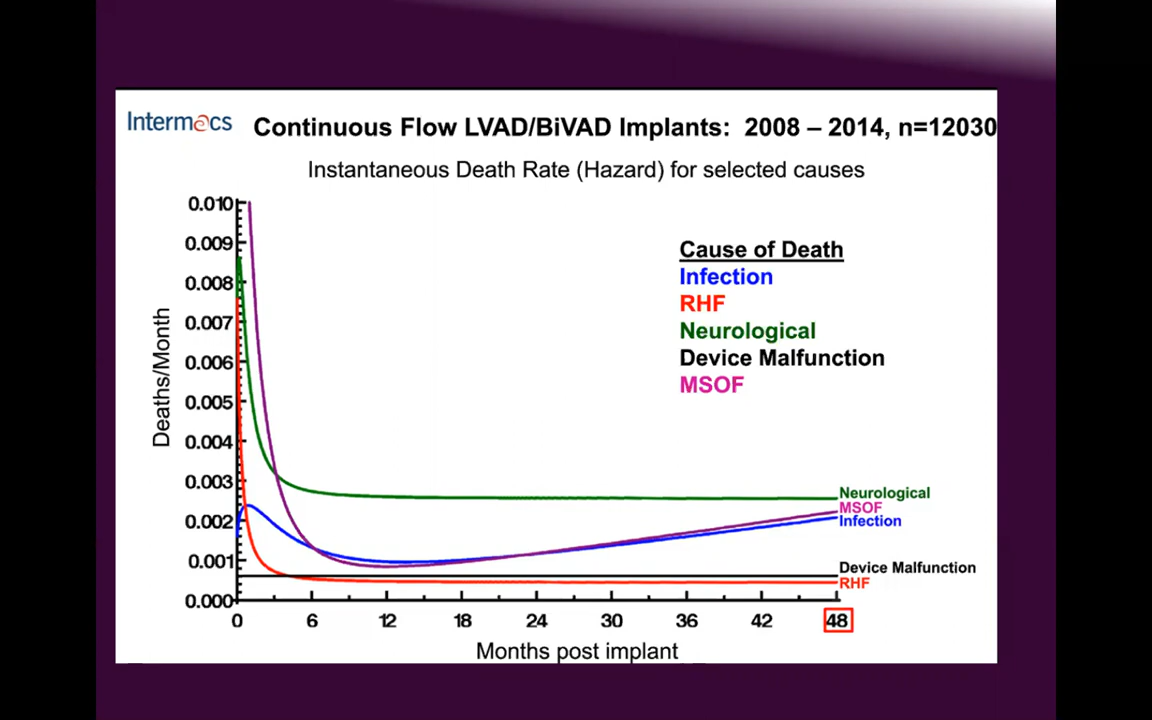 Intermacs
Continuous Flow LVAD/BiVAD Implants: 2008 – 2014, n=12030
Instantaneous Death Rate (Hazard) for selected causes
Deaths/Month
0.010
0.009
0.008
0.007
0.006
0.005
0.004
0.003
0.002
0.001
0.000
Cause of Death
Infection
RHF
Neurological
Device Malfunction
MSOF
Neurological
MSOF
Infection
Device Malfunction
RHF
0 6 12 18 24 30 36 42 48
Months post implant